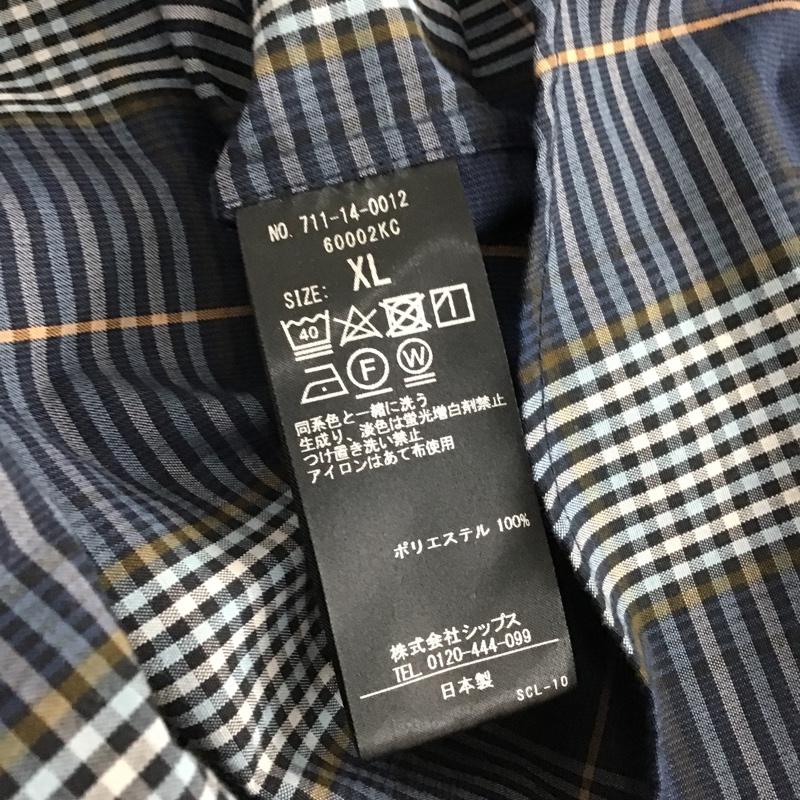 NO. 711-14-0012
60002KC
SIZE: XL
40
F W
同系色と一緒に洗う
生成り、淡色は蛍光増白剤禁止
つけ置き洗い禁止
アイロンはあて布使用
ポリエステル 100%
株式会社シップス
TEL 0120-444-099
日本製 SCL-10